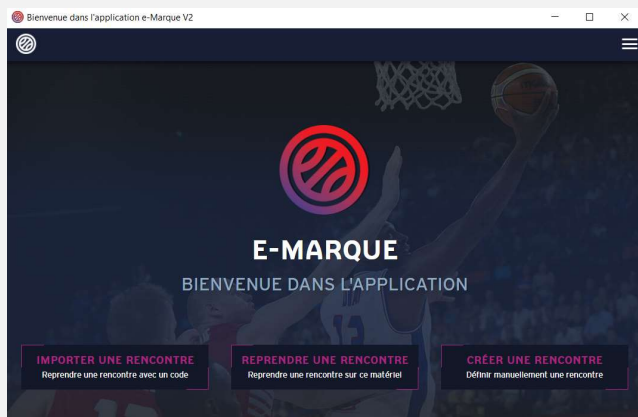 Bienvenue dans l'application e-Marque V2
E-MARQUE
BIENVENUE DANS L'APPLICATION
IMPORTER UNE RENCONTRE
Reprendre une rencontre avec un code
REPRENDRE UNE RENCONTRE
Reprendre une rencontre sur ce matériel
CRÉER UNE RENCONTRE
Définir manuellement une rencontre